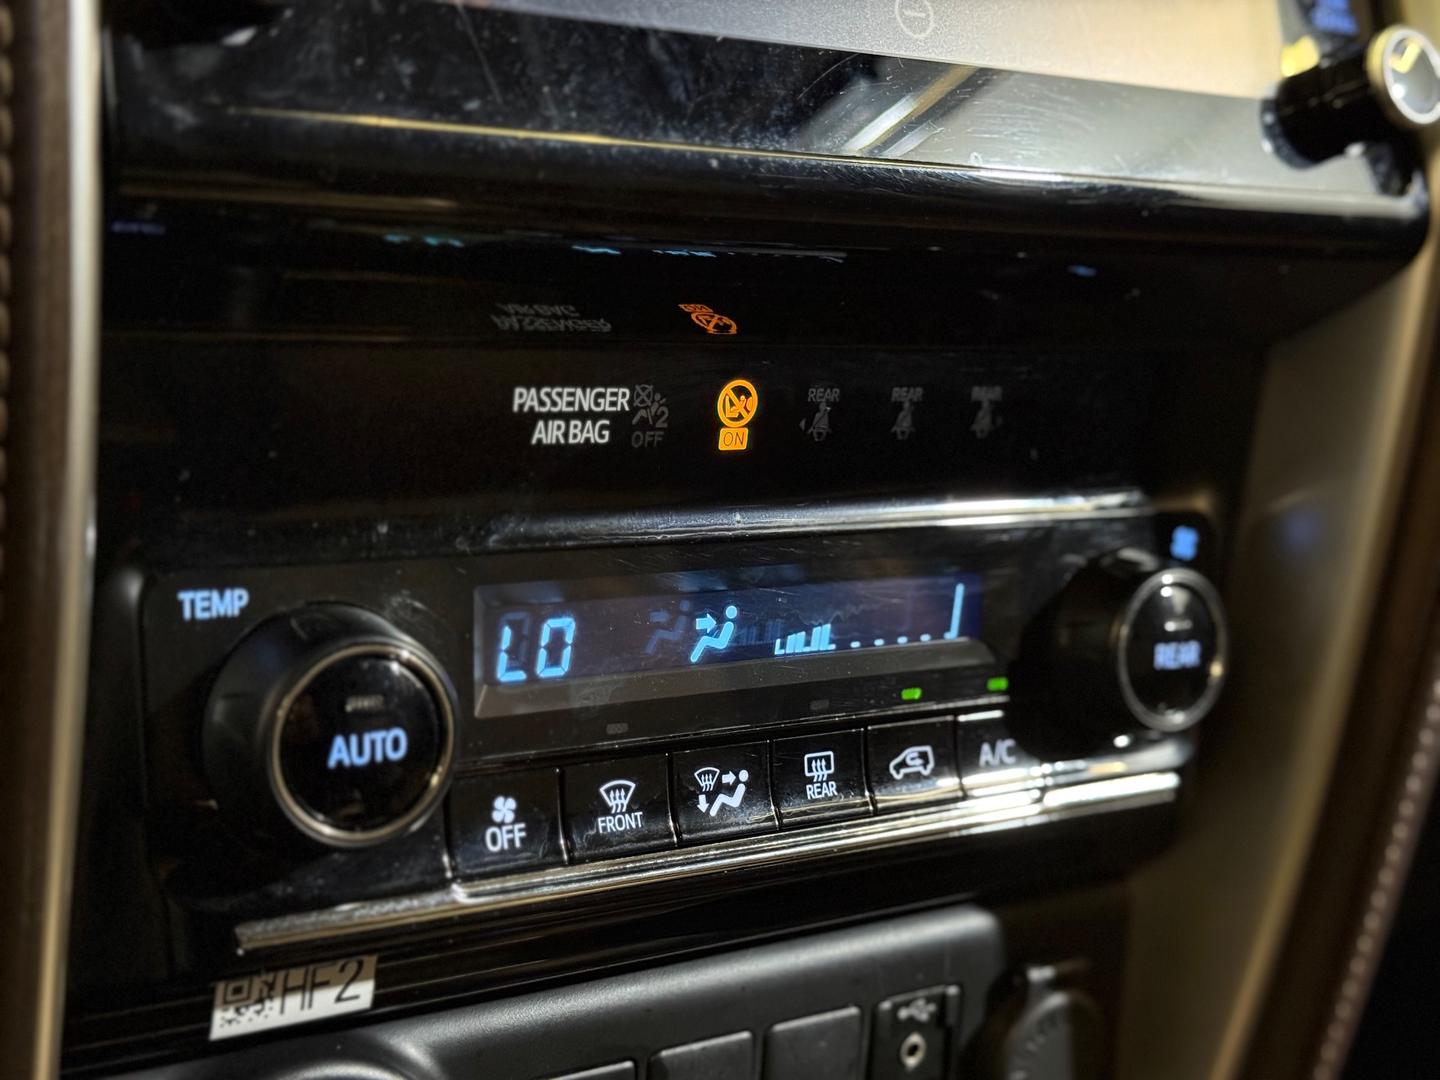 PASSENGER
AIR BAG
OFF
ON
REAR
REAR
REAR
TEMP
LO
AUTO
REAR
OFF
FRONT
REAR
A/C
HF2